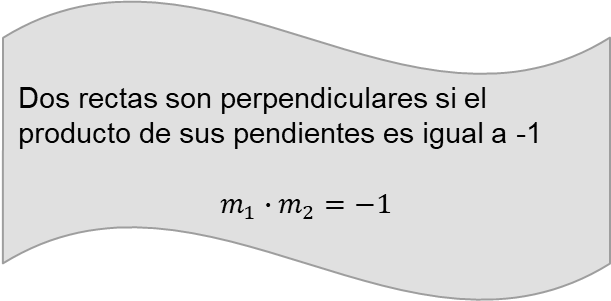 Dos rectas son perpendiculares si el
producto de sus pendientes es igual a -1
𝑚₁ · 𝑚₂ = −1